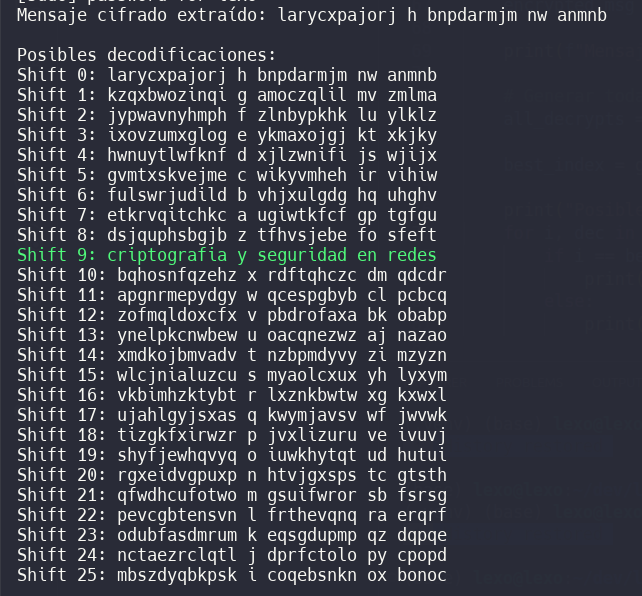 Mensaje cifrado extraído: larycxpajorj h bnpdarmjm nw anmnb
Posibles decodificaciones:
Shift 0: larycxpajorj h bnpdarmjm nw anmnb
Shift 1: kzqxbwozinqi g amoczqlil mv zmlma
Shift 2: jypwavnyhmph f zlnbypkhk lu ylklz
Shift 3: ixovzumxglog e ykmaxojgj kt xkjky
Shift 4: hwnuytlwfknf d xjlzwnifi js wjijx
Shift 5: gvmtxskvejme c wikyvmheh ir vihiw
Shift 6: fulswrjudild b vhjxulgdg hq uhghv
Shift 7: etkrvqitchkc a ugiwtkfcf gp tgfgu
Shift 8: dsjquphsbgjb z tfhvsjebe fo sfeft
Shift 9: criptografia y seguridad en redes
Shift 10: bqhosnfqzehz x rdftqhczc dm qdcdr
Shift 11: apgnrmepydgy w qcespgbyb cl pcbcq
Shift 12: zofmqldoxcfx v pbdrofaxa bk obabp
Shift 13: ynelpkcnwbew u oacqnezwz aj nazao
Shift 14: xmdkojbmvadv t nzbpmdyvy zi mzyzn
Shift 15: wlcjnialuzcu s myaolcxux yh lyxym
Shift 16: vkbimhzktybt r lxznkbwtw xg kxwxl
Shift 17: ujahlgyjsxas q kwymjavsv wf jwvwk
Shift 18: tizgkfxirwzr p jvxlizuru ve ivuvj
Shift 19: shyfjewhqvyq o iuwkhytqt ud hutui
Shift 20: rgxeidvgpuxp n htvjgxsps tc gtsth
Shift 21: qfwdhcufotwo m gsuifwror sb fsrsg
Shift 22: pevcgbtensvn l frthevqnq ra erqrf
Shift 23: odubfasdmrum k eqsgdupmp qz dqpqe
Shift 24: nctaezrclqtl j dprfctolo py cpopd
Shift 25: mbszdyqbkpsk i coqebsnkn ox bonoc